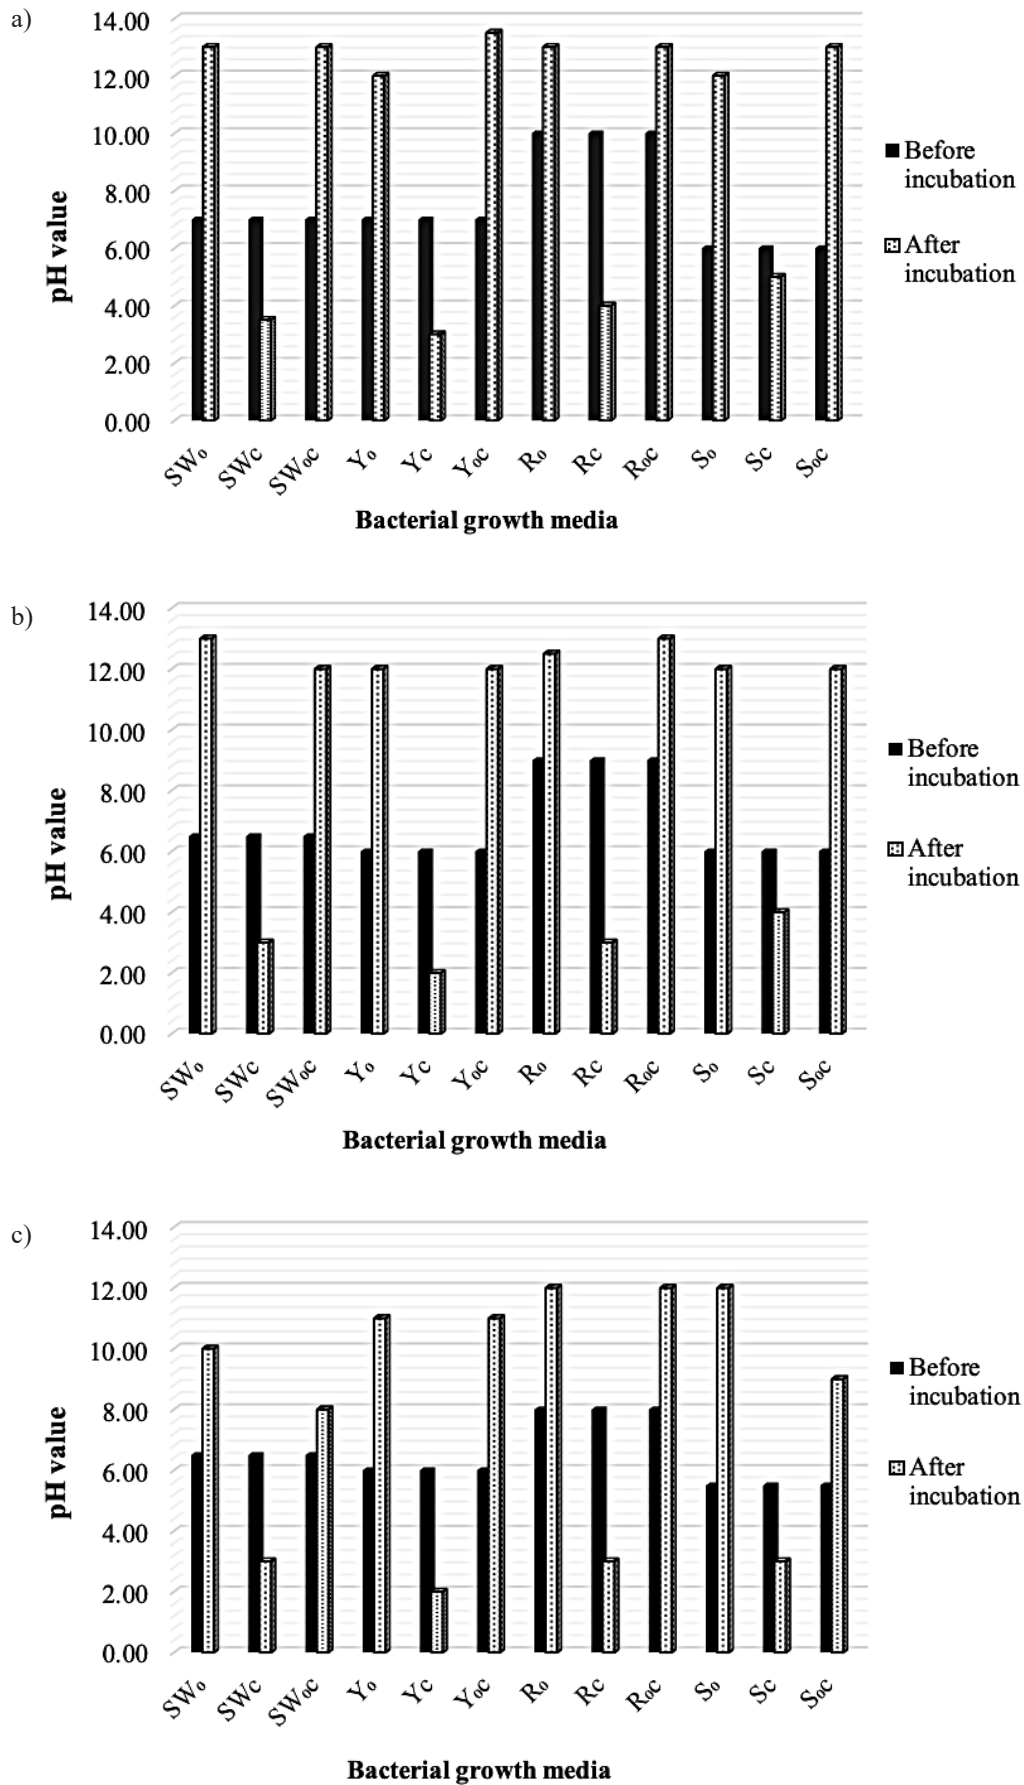 a)
14.00
12.00
10.00
8.00
6.00
4.00
2.00
0.00
pH value
SWo
SWc
SWoc
Yo
Yc
Yoc
Ro
Rc
Roc
So
Sc
Soc
Bacterial growth media
Before
incubation
After
incubation
b)
14.00
12.00
10.00
8.00
6.00
4.00
2.00
0.00
pH value
SWo
SWc
SWoc
Yo
Yc
Yoc
Ro
Rc
Roc
So
Sc
Soc
Bacterial growth media
Before
incubation
After
incubation
c)
14.00
12.00
10.00
8.00
6.00
4.00
2.00
0.00
pH value
SWo
SWc
SWoc
Yo
Yc
Yoc
Ro
Rc
Roc
So
Sc
Soc
Bacterial growth media
Before
incubation
After
incubation